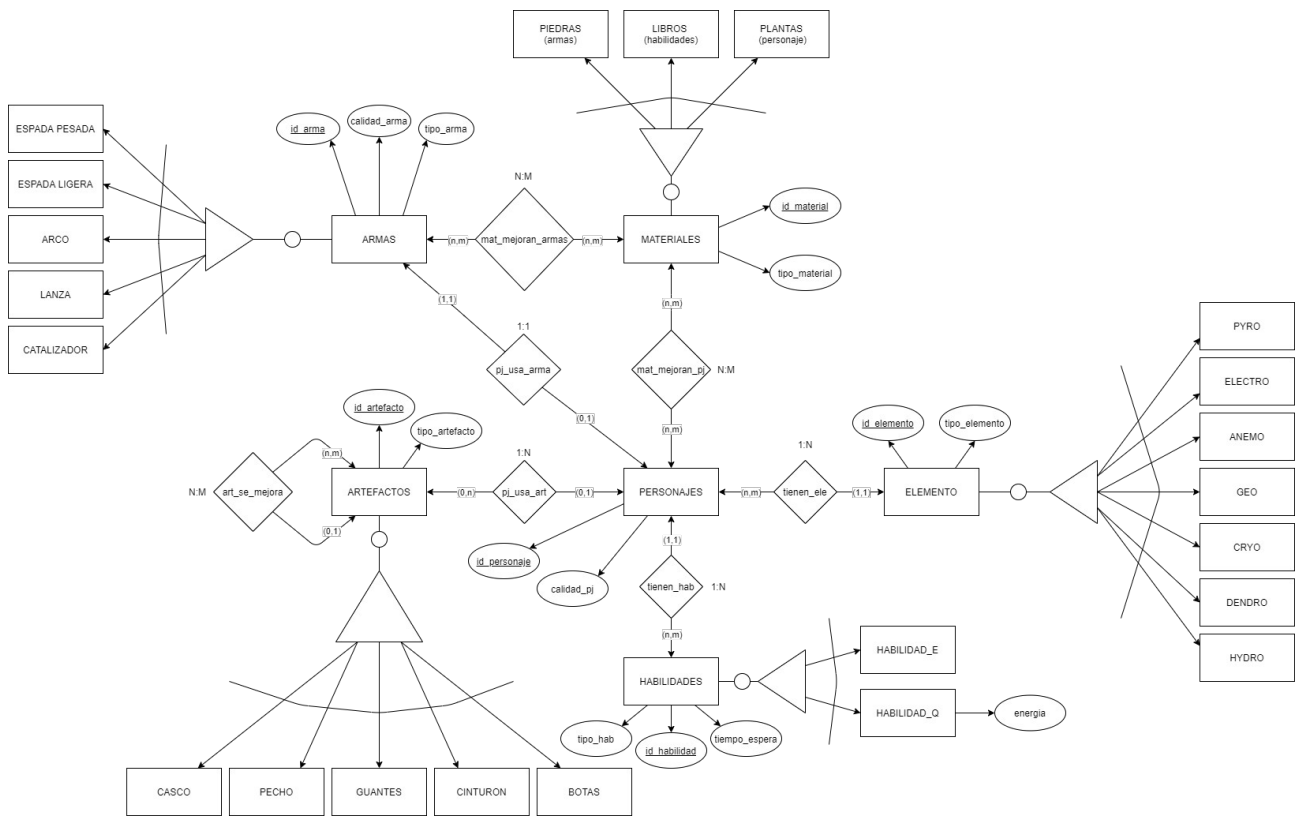 PIEDRAS
(armas)
LIBROS
(habilidades)
PLANTAS
(personaje)
ESPADA PESADA
ESPADA LIGERA
ARCO
LANZA
CATALIZADOR
id_arma
calidad_arma
tipo_arma
ARMAS
(n,m)
N:M
mat_mejoran_armas
(n,m)
MATERIALES
id_material
tipo_material
(1,1)
1:1
pj_usa_arma
(0,1)
(n,m)
mat_mejoran_pj
N:M
(n,m)
id_artefacto
tipo_artefacto
N:M
art_se_mejora
(n,m)
(0,1)
ARTEFACTOS
(0,n)
1:N
pj_usa_art
(0,1)
PERSONAJES
(n,m)
1:N
tienen_ele
(1,1)
id_elemento
tipo_elemento
ELEMENTO
PYRO
ELECTRO
ANEMO
GEO
CRYO
DENDRO
HYDRO
id_personaje
calidad_pj
(1,1)
tienen_hab
1:N
(n,m)
HABILIDADES
tipo_hab
id_habilidad
tiempo_espera
HABILIDAD_E
HABILIDAD_Q
energia
CASCO
PECHO
GUANTES
CINTURON
BOTAS